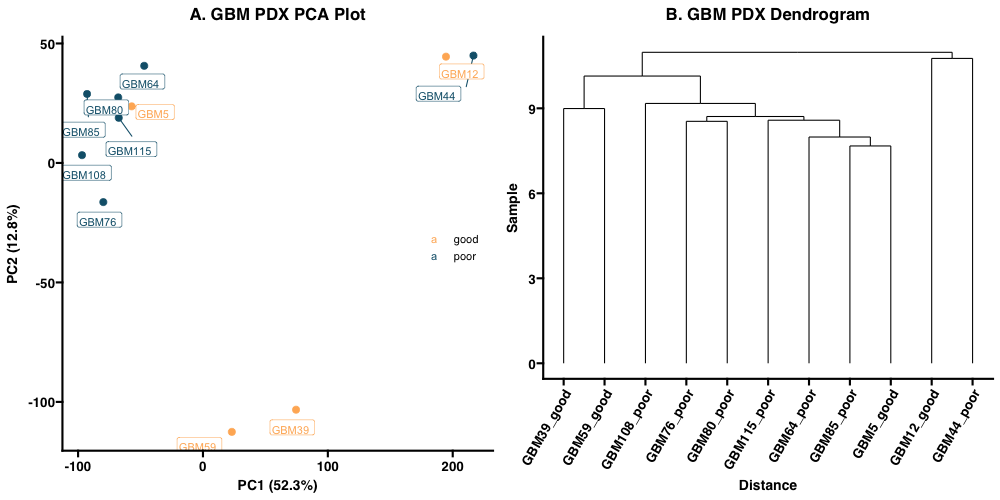 A. GBM PDX PCA Plot
50
0
-50
-100
PC2 (12.8%)
GBM64
GBM80
GBM5
GBM85
GBM115
GBM108
GBM76
GBM12
GBM44
a good
a poor
GBM39
GBM59
-100 0 100 200
PC1 (52.3%)
B. GBM PDX Dendrogram
9
6
3
0
Sample
GBM39_good
GBM59_good
GBM108_poor
GBM76_poor
GBM80_poor
GBM115_poor
GBM64_poor
GBM85_poor
GBM5_good
GBM12_good
GBM44_poor
Distance